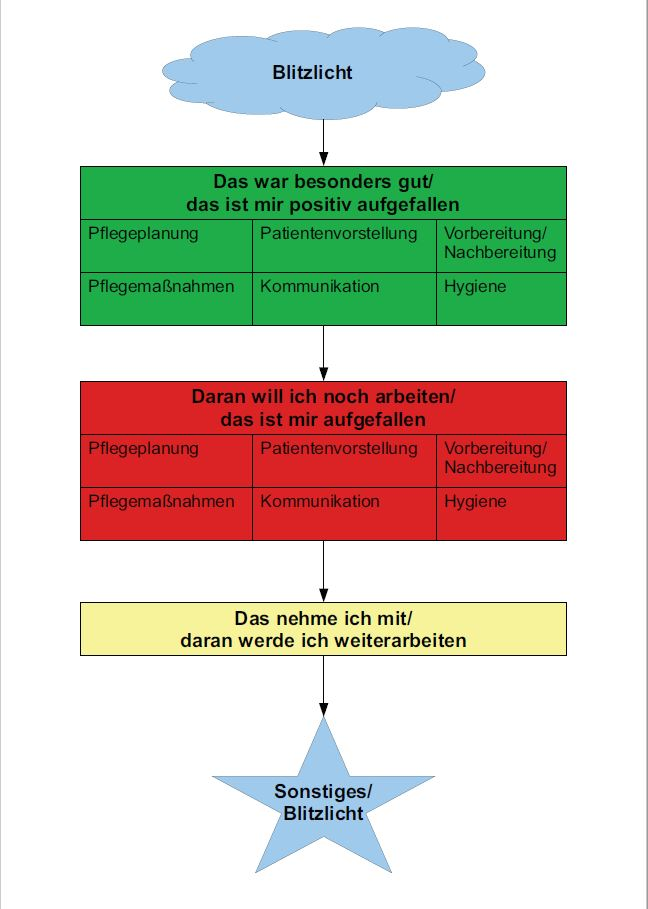 Blitzlicht
Das war besonders gut/
das ist mir positiv aufgefallen
Pflegeplanung
Patientenvorstellung
Vorbereitung/
Nachbereitung
Pflegemaßnahmen
Kommunikation
Hygiene
Daran will ich noch arbeiten/
das ist mir aufgefallen
Pflegeplanung
Patientenvorstellung
Vorbereitung/
Nachbereitung
Pflegemaßnahmen
Kommunikation
Hygiene
Das nehme ich mit/
daran werde ich weiterarbeiten
Sonstiges/
Blitzlicht